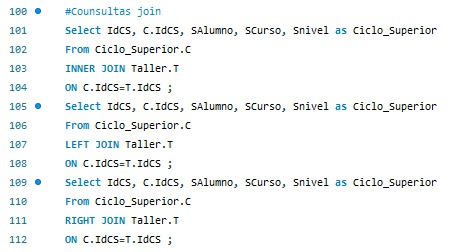 100 #Counsultas join
101 Select IdCS, C.IdCS, SAlumno, SCurso, Snivel as Ciclo_Superior
102 From Ciclo_Superior.C
103 INNER JOIN Taller.T
104 ON C.IdCS=T.IdCS ;
105 Select IdCS, C.IdCS, SAlumno, SCurso, Snivel as Ciclo_Superior
106 From Ciclo_Superior.C
107 LEFT JOIN Taller.T
108 ON C.IdCS=T.IdCS ;
109 Select IdCS, C.IdCS, SAlumno, SCurso, Snivel as Ciclo_Superior
110 From Ciclo_Superior.C
111 RIGHT JOIN Taller.T
112 ON C.IdCS=T.IdCS ;